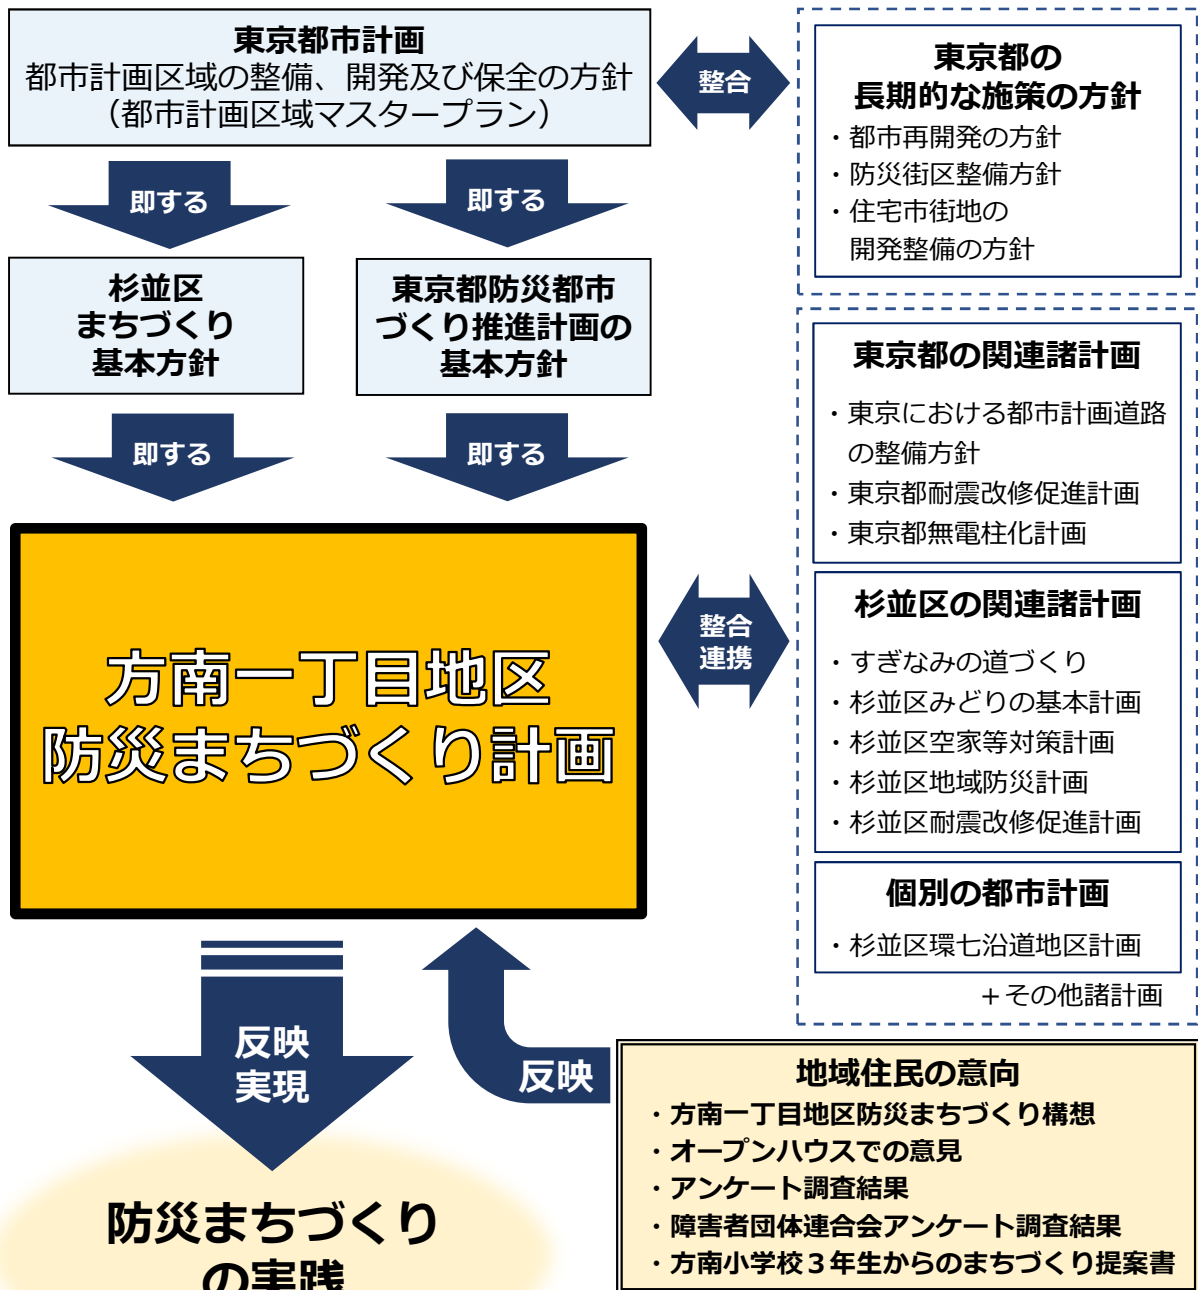 東京都市計画
都市計画区域の整備、開発及び保全の方針
（都市計画区域マスタープラン）
整合
東京都の
長期的な施策の方針
・都市再開発の方針
・防災街区整備方針
・住宅市街地の
開発整備の方針
即する
即する
杉並区
まちづくり
基本方針
東京都防災都市
づくり推進計画の
基本方針
即する
即する
東京都の関連諸計画
・東京における都市計画道路
の整備方針
・東京都耐震改修促進計画
・東京都無電柱化計画
方南一丁目地区
防災まちづくり計画
整合
連携
杉並区の関連諸計画
・すぎなみの道づくり
・杉並区みどりの基本計画
・杉並区空家等対策計画
・杉並区地域防災計画
・杉並区耐震改修促進計画
個別の都市計画
・杉並区環七沿道地区計画
＋その他諸計画
反映
実現
反映
地域住民の意向
・方南一丁目地区防災まちづくり構想
・オープンハウスでの意見
・アンケート調査結果
・障害者団体連合会アンケート調査結果
・方南小学校３年生からのまちづくり提案書
防災まちづくり
の実践